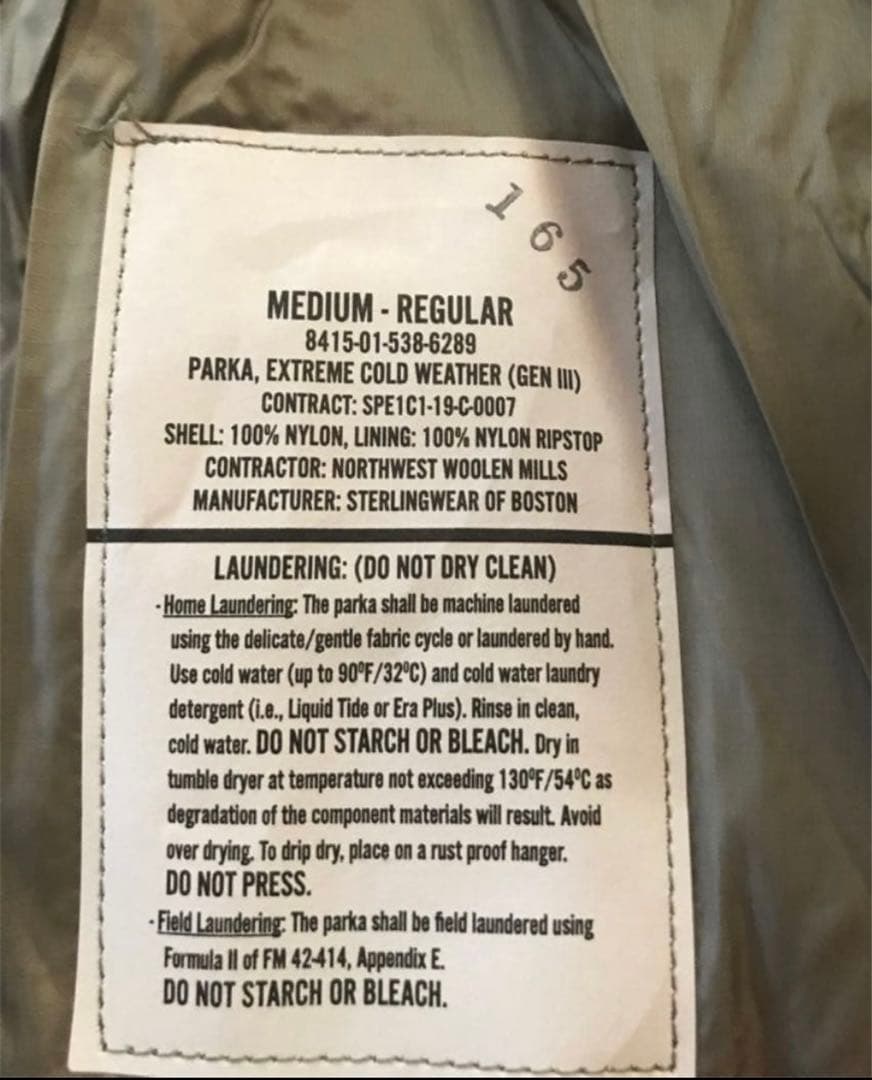 165
MEDIUM - REGULAR
8415-01-538-6289
PARKA, EXTREME COLD WEATHER (GEN III)
CONTRACT: SPE1C1-19-C-0007
SHELL: 100% NYLON, LINING: 100% NYLON RIPSTOP
CONTRACTOR: NORTHWEST WOOLEN MILLS
MANUFACTURER: STERLINGWEAR OF BOSTON
LAUNDERING: (DO NOT DRY CLEAN)
- Home Laundering: The parka shall be machine laundered
using the delicate/gentle fabric cycle or laundered by hand.
Use cold water (up to 90ºF/32ºC) and cold water laundry
detergent (i.e., Liquid Tide or Era Plus). Rinse in clean,
cold water. DO NOT STARCH OR BLEACH. Dry in
tumble dryer at temperature not exceeding 130ºF/54ºC as
degradation of the component materials will result. Avoid
over drying. To drip dry, place on a rust proof hanger.
DO NOT PRESS.
- Field Laundering: The parka shall be field laundered using
Formula II of FM 42-414, Appendix E.
DO NOT STARCH OR BLEACH.